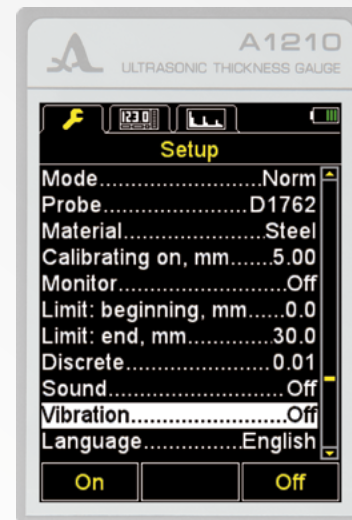 A1210
ULTRASONIC THICKNESS GAUGE
123.0
Setup
Mode.......................Norm
Probe.....................D1762
Material....................Steel
Calibrating on, mm.......5.00
Monitor........................Off
Limit: beginning, mm......0.0
Limit: end, mm............30.0
Discrete....................0.01
Sound.........................Off
Vibration......................Off
Language..............English
On Off